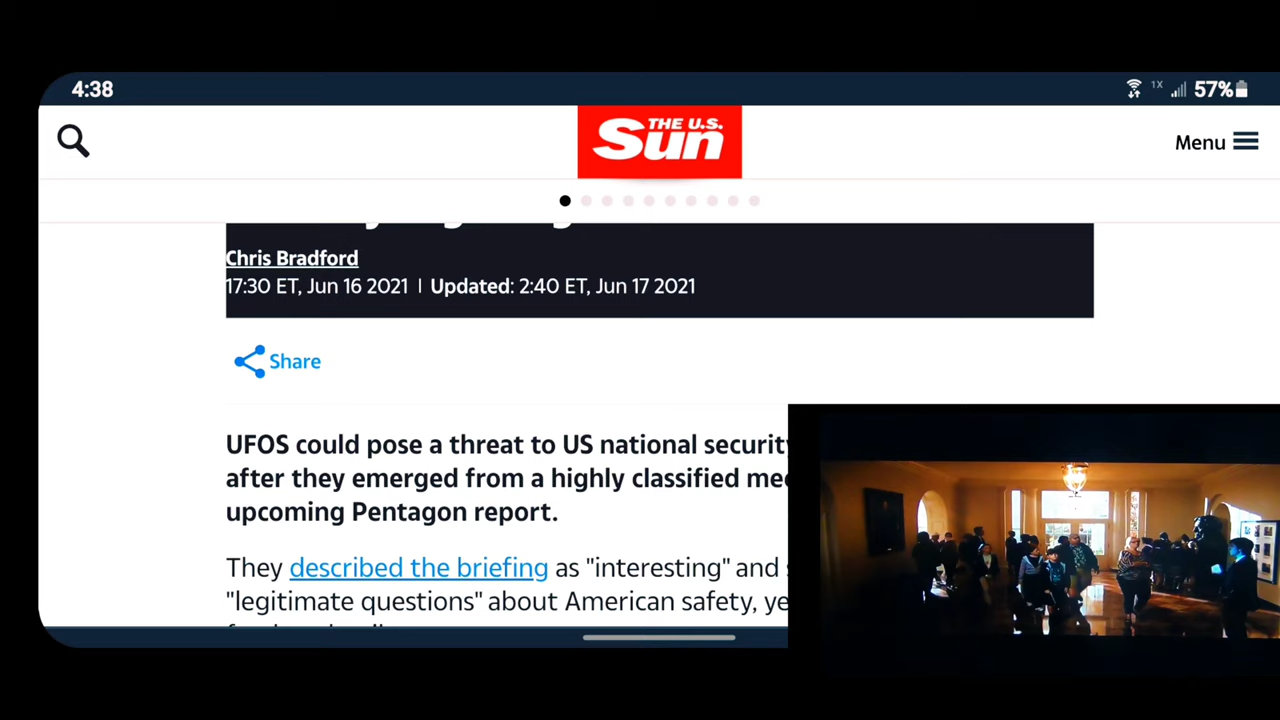 4:38
1X 57%
THE U.S.
Sun
Menu
Chris Bradford
17:30 ET, Jun 16 2021 | Updated: 2:40 ET, Jun 17 2021
Share
UFOS could pose a threat to US national security
after they emerged from a highly classified
upcoming Pentagon report.
They described the briefing as "interesting" and
"legitimate questions" about American safety,